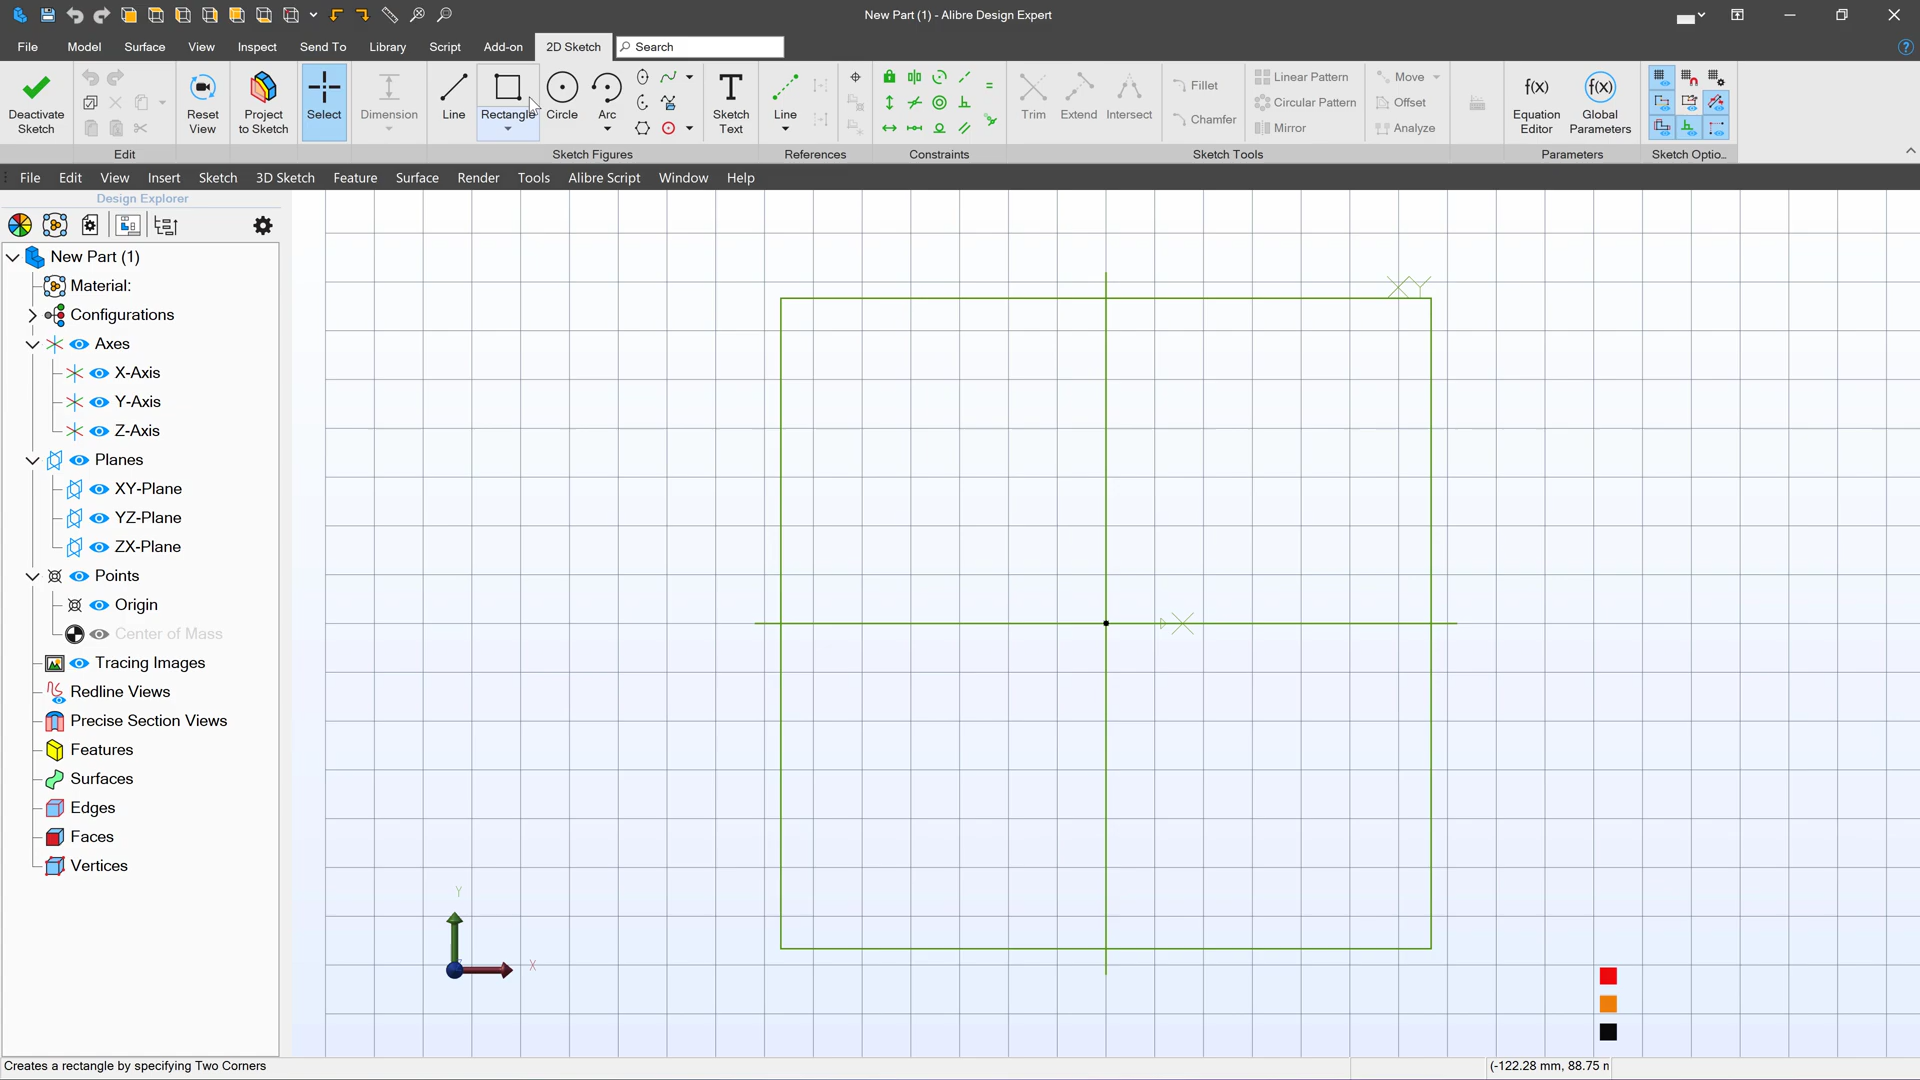 New Part (1) - Alibre Design Expert
File Model Surface View Inspect Send To Library Script Add-on 2D Sketch Search
Deactivate Sketch
Edit
Reset View
Project to Sketch
Select
Dimension
Line
Rectangle
Circle
Arc
Sketch Text
Sketch Figures
Line
References
Constraints
Trim
Extend
Intersect
Fillet
Chamfer
Linear Pattern
Circular Pattern
Mirror
Move
Offset
Analyze
Sketch Tools
f(x)
Equation Editor
f(x)
Global Parameters
Parameters
Sketch Optio...
File Edit View Insert Sketch 3D Sketch Feature Surface Render Tools Alibre Script Window Help
Design Explorer
New Part (1)
Material:
Configurations
Axes
X-Axis
Y-Axis
Z-Axis
Planes
XY-Plane
YZ-Plane
ZX-Plane
Points
Origin
Center of Mass
Tracing Images
Redline Views
Precise Section Views
Features
Surfaces
Edges
Faces
Vertices
XY
X
Y
X
Creates a rectangle by specifying Two Corners
(-122.28 mm, 88.75 n